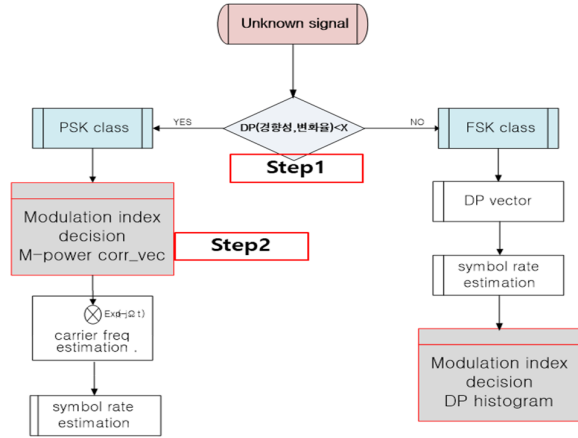 Unknown signal
DP(경향성,변화율)<X
YES
NO
PSK class
FSK class
Step1
Modulation index
decision
M-power corr_vec
Step2
DP vector
symbol rate
estimation
carrier freq
estimation .
Modulation index
decision
DP histogram
symbol rate
estimation